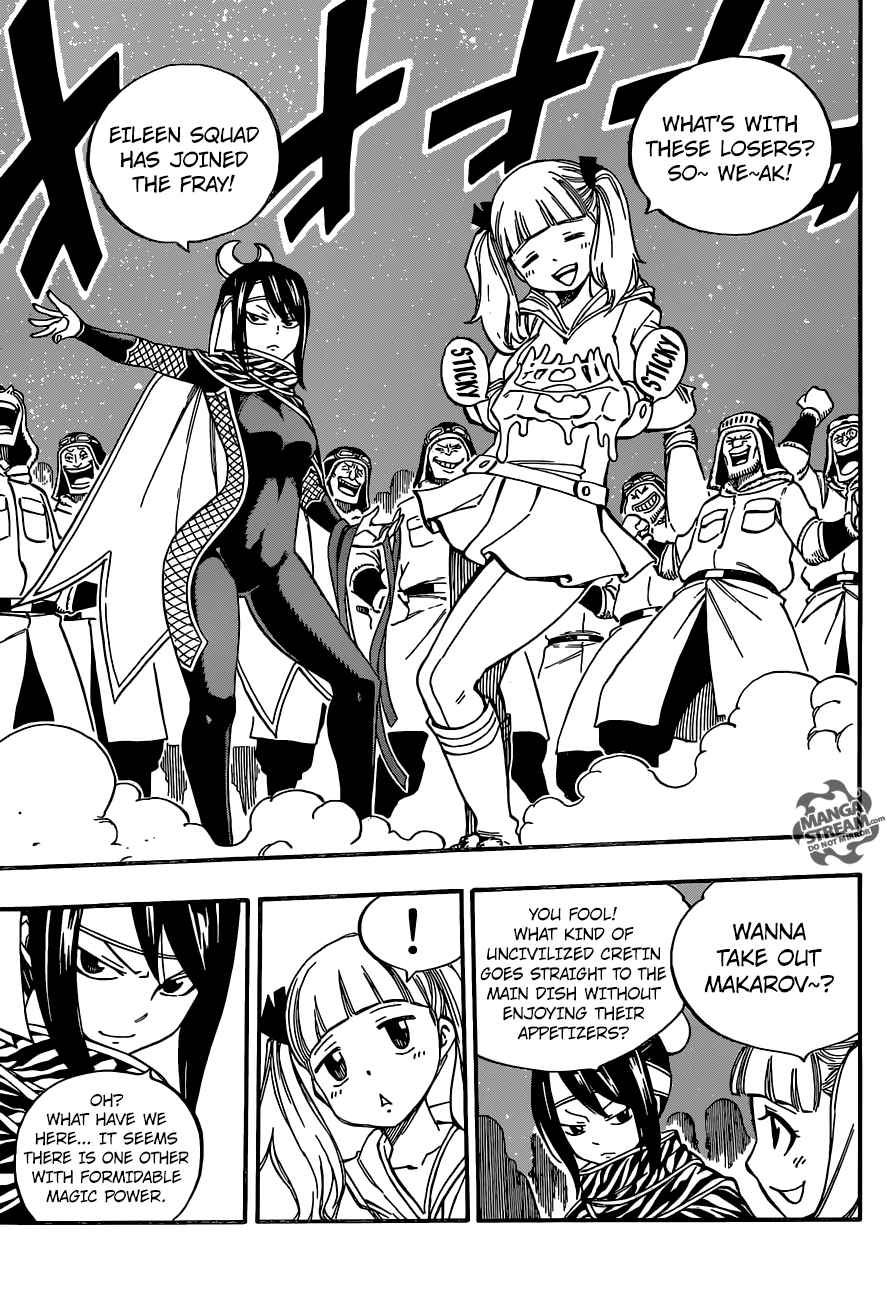 WHAT'S WITH
THESE LOSERS?
SO~ WE~AK!
EILEEN SQUAD
HAS JOINED
THE FRAY!
STICKY
STICKY
MANGA
STREAM.com
DO NOT MIRROR
WANNA
TAKE OUT
MAKAROV~?
YOU FOOL!
WHAT KIND OF
UNCIVILIZED CRETIN
GOES STRAIGHT TO THE
MAIN DISH WITHOUT
ENJOYING THEIR
APPETIZERS?
!
OH?
WHAT HAVE WE
HERE... IT SEEMS
THERE IS ONE OTHER
WITH FORMIDABLE
MAGIC POWER.